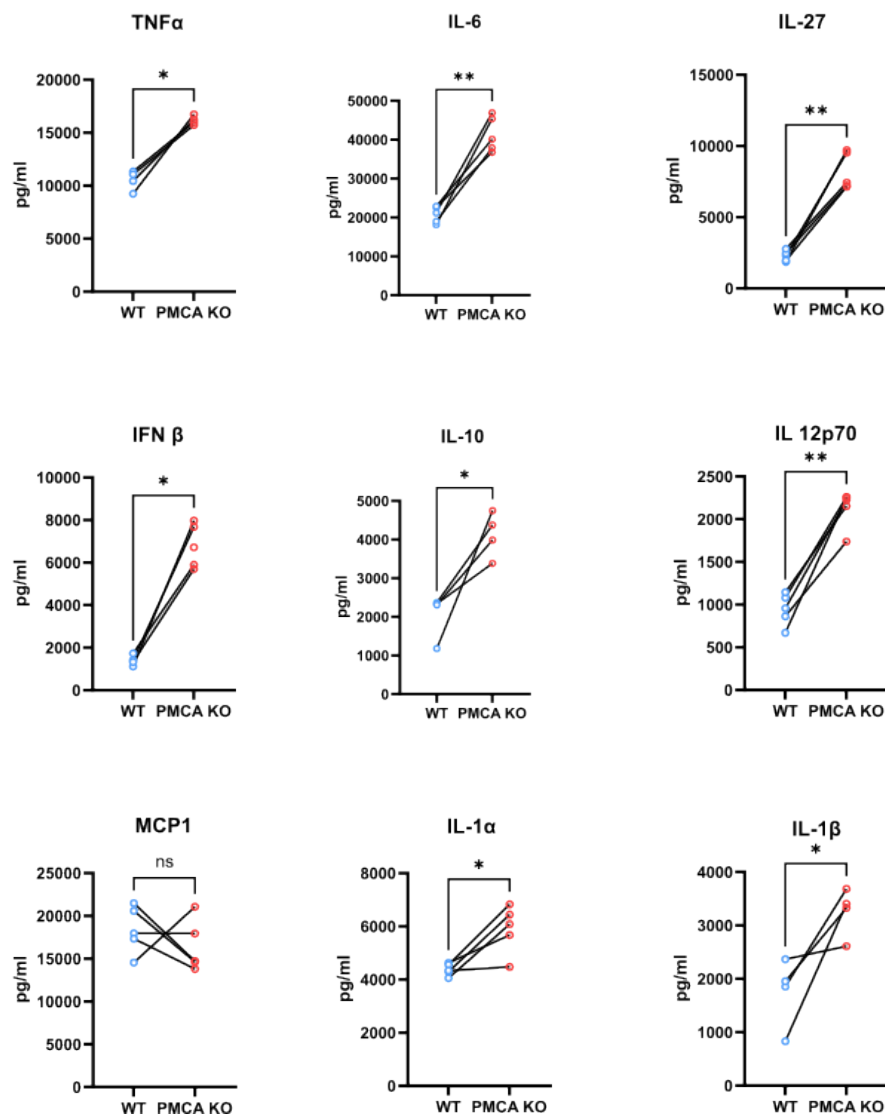 TNFα
*
20000
15000
10000
5000
0
pg/ml
WT PMCA KO
IL-6
**
50000
40000
30000
20000
10000
0
pg/ml
WT PMCA KO
IL-27
**
15000
10000
5000
0
pg/ml
WT PMCA KO
IFN β
*
10000
8000
6000
4000
2000
0
pg/ml
WT PMCA KO
IL-10
*
5000
4000
3000
2000
1000
0
pg/ml
WT PMCA KO
IL 12p70
**
2500
2000
1500
1000
500
0
pg/ml
WT PMCA KO
MCP1
ns
25000
20000
15000
10000
5000
0
pg/ml
WT PMCA KO
IL-1α
*
8000
6000
4000
2000
0
pg/ml
WT PMCA KO
IL-1β
*
4000
3000
2000
1000
0
pg/ml
WT PMCA KO